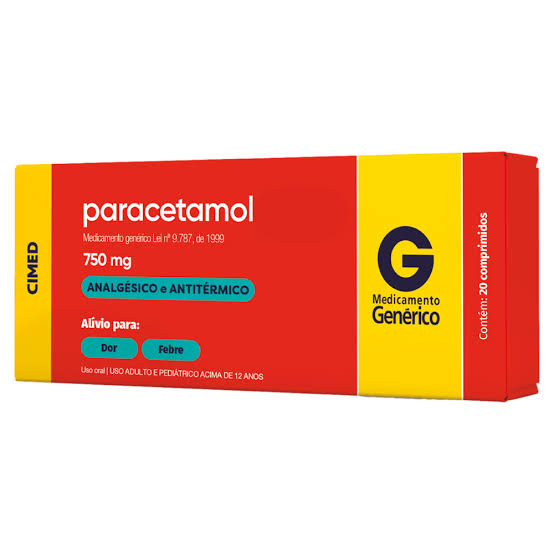 CIMED
paracetamol
Medicamento genérico Lei nº 9.787, de 1999
750 mg
ANALGÉSICO e ANTITÉRMICO
Alívio para:
Dor
Febre
Uso oral | USO ADULTO E PEDIÁTRICO ACIMA DE 12 ANOS
G
Medicamento
Genérico
Contém: 20 comprimidos